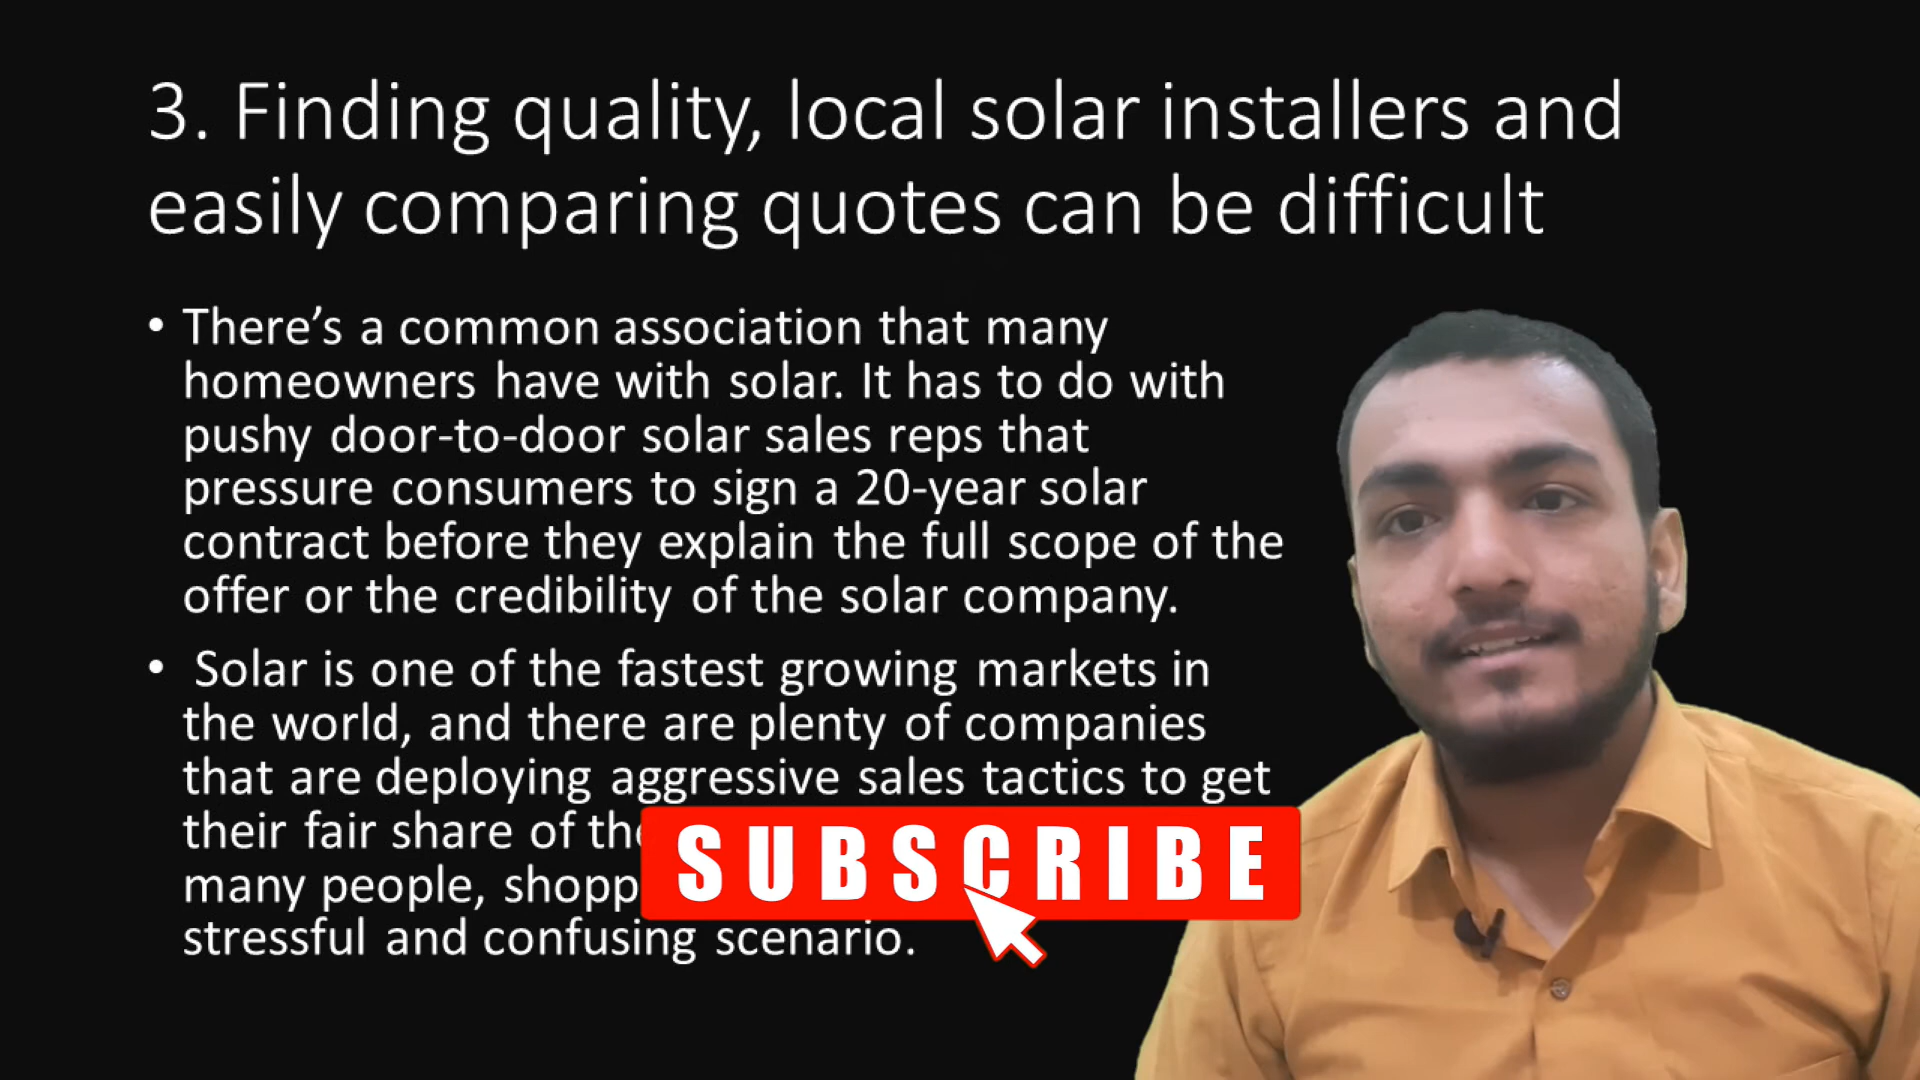 3. Finding quality, local solar installers and
easily comparing quotes can be difficult
• There’s a common association that many
homeowners have with solar. It has to do with
pushy door-to-door solar sales reps that
pressure consumers to sign a 20-year solar
contract before they explain the full scope of the
offer or the credibility of the solar company.
• Solar is one of the fastest growing markets in
the world, and there are plenty of companies
that are deploying aggressive sales tactics to get
their fair share of
many people,
stressful and confusing scenario.
SUBSCRIBE